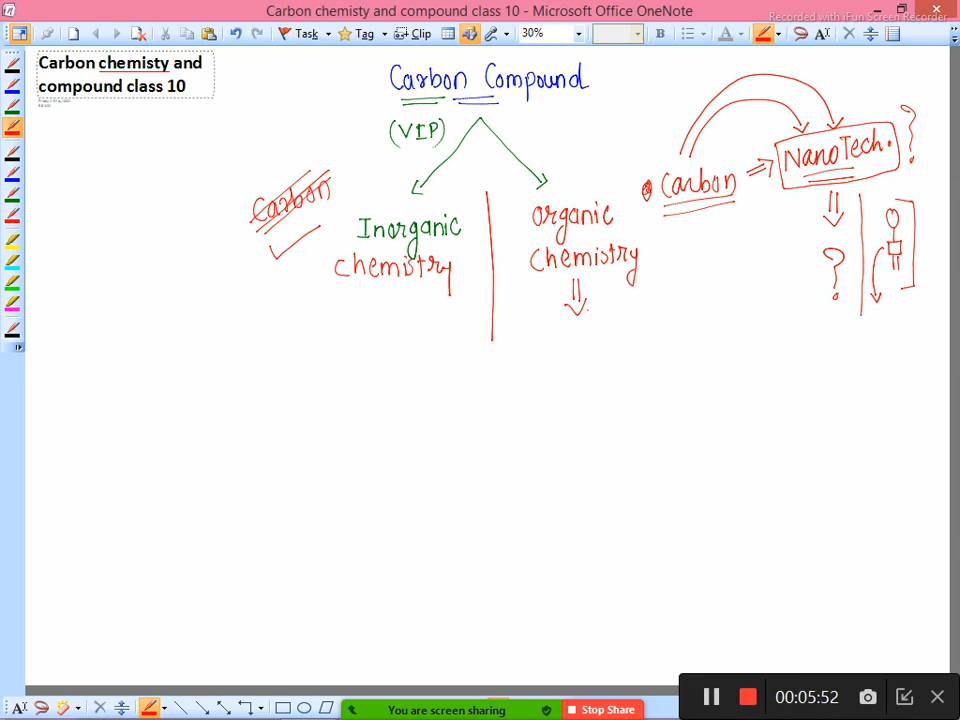 Carbon chemisty and compound class 10 - Microsoft Office OneNote
Recorded with iFun Screen Recorder
Task Tag Clip 30% B A A
Carbon chemisty and
compound class 10
Carbon Compound
(VIP)
Carbon
Inorganic
chemistry
organic
chemistry
Carbon
NanoTech.
?
?
You are screen sharing
Stop Share
00:05:52